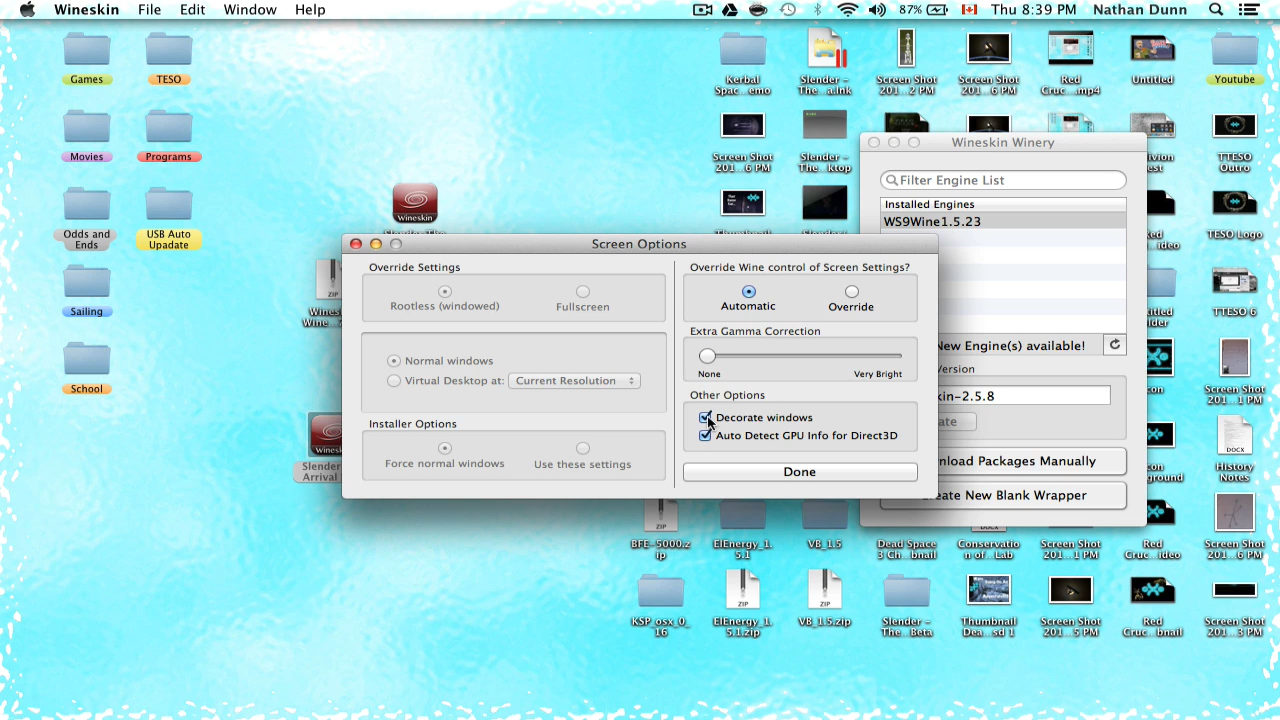 Wineskin File Edit Window Help
87% Thu 8:39 PM Nathan Dunn
Games
TESO
Kerbal
Spac...emo
Slender –
The...a.lnk
Screen Shot
201...2 PM
Screen Shot
201...6 PM
Red
Cruc....mp4
Untitled
Youtube
Movies
Programs
Screen Shot
201...6 PM
Slender –
The...ktop
TTESO
Outro
Odds and
Ends
USB Auto
Upadate
Wineskin
TESO Logo
Sailing
TTESO 6
School
Screen Shot
201...1 PM
Slender
Arrival
History
Notes
Wineskin Winery
Filter Engine List
Installed Engines
WS9Wine1.5.23
New Engine(s) available!
Version
kin-2.5.8
ate
nload Packages Manually
Create New Blank Wrapper
Screen Options
Override Settings
Rootless (windowed)
Fullscreen
Normal windows
Virtual Desktop at:
Current Resolution
Installer Options
Force normal windows
Use these settings
Override Wine control of Screen Settings?
Automatic
Override
Extra Gamma Correction
None
Very Bright
Other Options
Decorate windows
Auto Detect GPU Info for Direct3D
Done
ZIP
DOCX
BFE-5000.z
ip
ElEnergy_1.
5.1
VB_1.5
Dead Space
3 Ch...bnail
Conservatio
n of...Lab
Screen Shot
201...1 PM
Red
Cruc...ideo
Screen Shot
201...6 PM
KSP_osx_0_
16
ZIP
ElEnergy_1.
5.1.zip
ZIP
VB_1.5.zip
Slender –
The...Beta
Thumbnail
Dea...sd 1
Screen Shot
201...5 PM
Red
Cruc...bnail
Screen Shot
201...3 PM